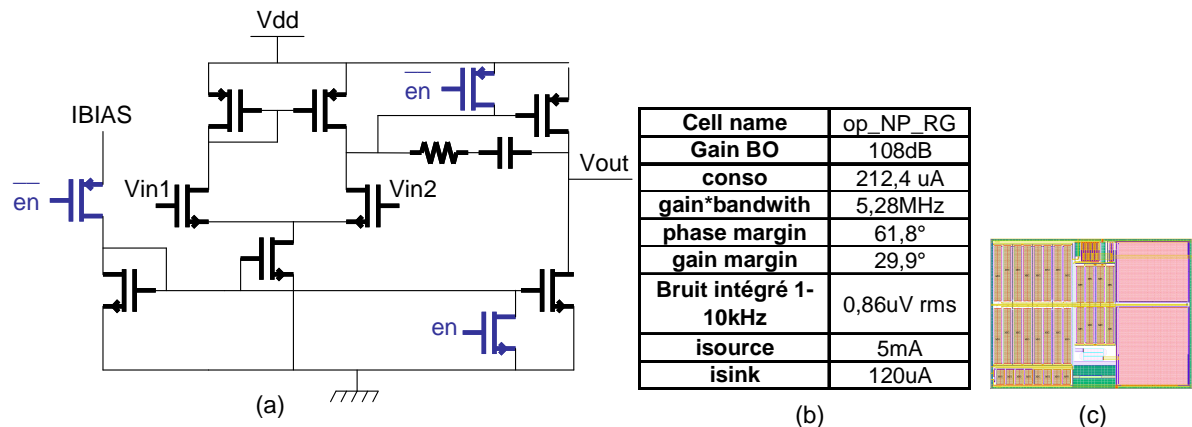 Vdd
en
IBIAS
en
Vin1
Vin2
Vout
en
(a)
Cell name op_NP_RG
Gain BO 108dB
conso 212,4 uA
gain*bandwith 5,28MHz
phase margin 61,8°
gain margin 29,9°
Bruit intégré 1-
10kHz 0,86uV rms
isource 5mA
isink 120uA
(b)
(c)